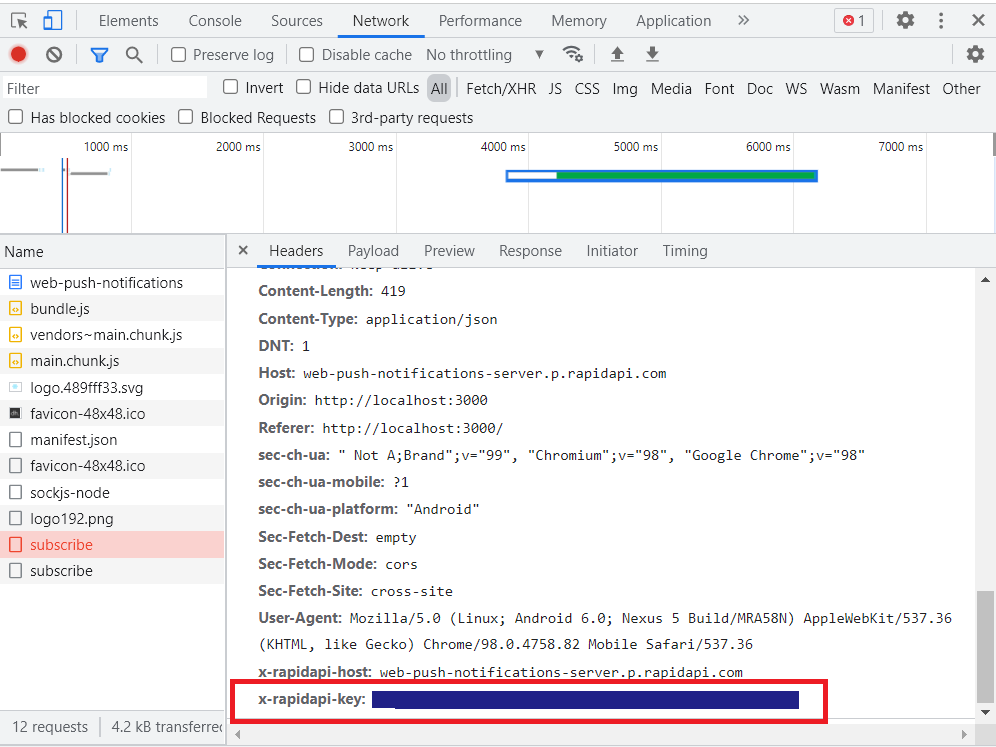 Elements Console Sources Network Performance Memory Application 1
Preserve log Disable cache No throttling
Filter Invert Hide data URLs All Fetch/XHR JS CSS Img Media Font Doc WS Wasm Manifest Other
Has blocked cookies Blocked Requests 3rd-party requests
1000 ms 2000 ms 3000 ms 4000 ms 5000 ms 6000 ms 7000 ms
Name
web-push-notifications
bundle.js
vendors~main.chunk.js
main.chunk.js
logo.489fff33.svg
favicon-48x48.ico
manifest.json
favicon-48x48.ico
sockjs-node
logo192.png
subscribe
subscribe
12 requests 4.2 kB transferred
Headers Payload Preview Response Initiator Timing
Connection: keep-alive
Content-Length: 419
Content-Type: application/json
DNT: 1
Host: web-push-notifications-server.p.rapidapi.com
Origin: http://localhost:3000
Referer: http://localhost:3000/
sec-ch-ua: " Not A;Brand";v="99", "Chromium";v="98", "Google Chrome";v="98"
sec-ch-ua-mobile: ?1
sec-ch-ua-platform: "Android"
Sec-Fetch-Dest: empty
Sec-Fetch-Mode: cors
Sec-Fetch-Site: cross-site
User-Agent: Mozilla/5.0 (Linux; Android 6.0; Nexus 5 Build/MRA58N) AppleWebKit/537.36
(KHTML, like Gecko) Chrome/98.0.4758.82 Mobile Safari/537.36
x-rapidapi-host: web-push-notifications-server.p.rapidapi.com
x-rapidapi-key: